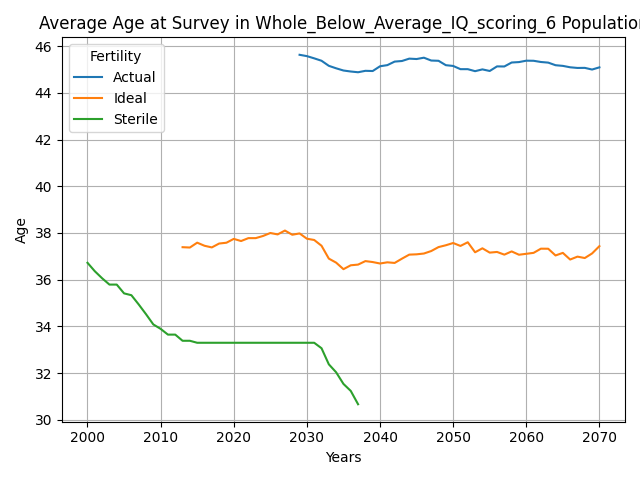 Average Age at Survey in Whole_Below_Average_IQ_scoring_6 Population
Fertility
Actual
Ideal
Sterile
46
44
42
40
38
36
34
32
30
Age
2000 2010 2020 2030 2040 2050 2060 2070
Years